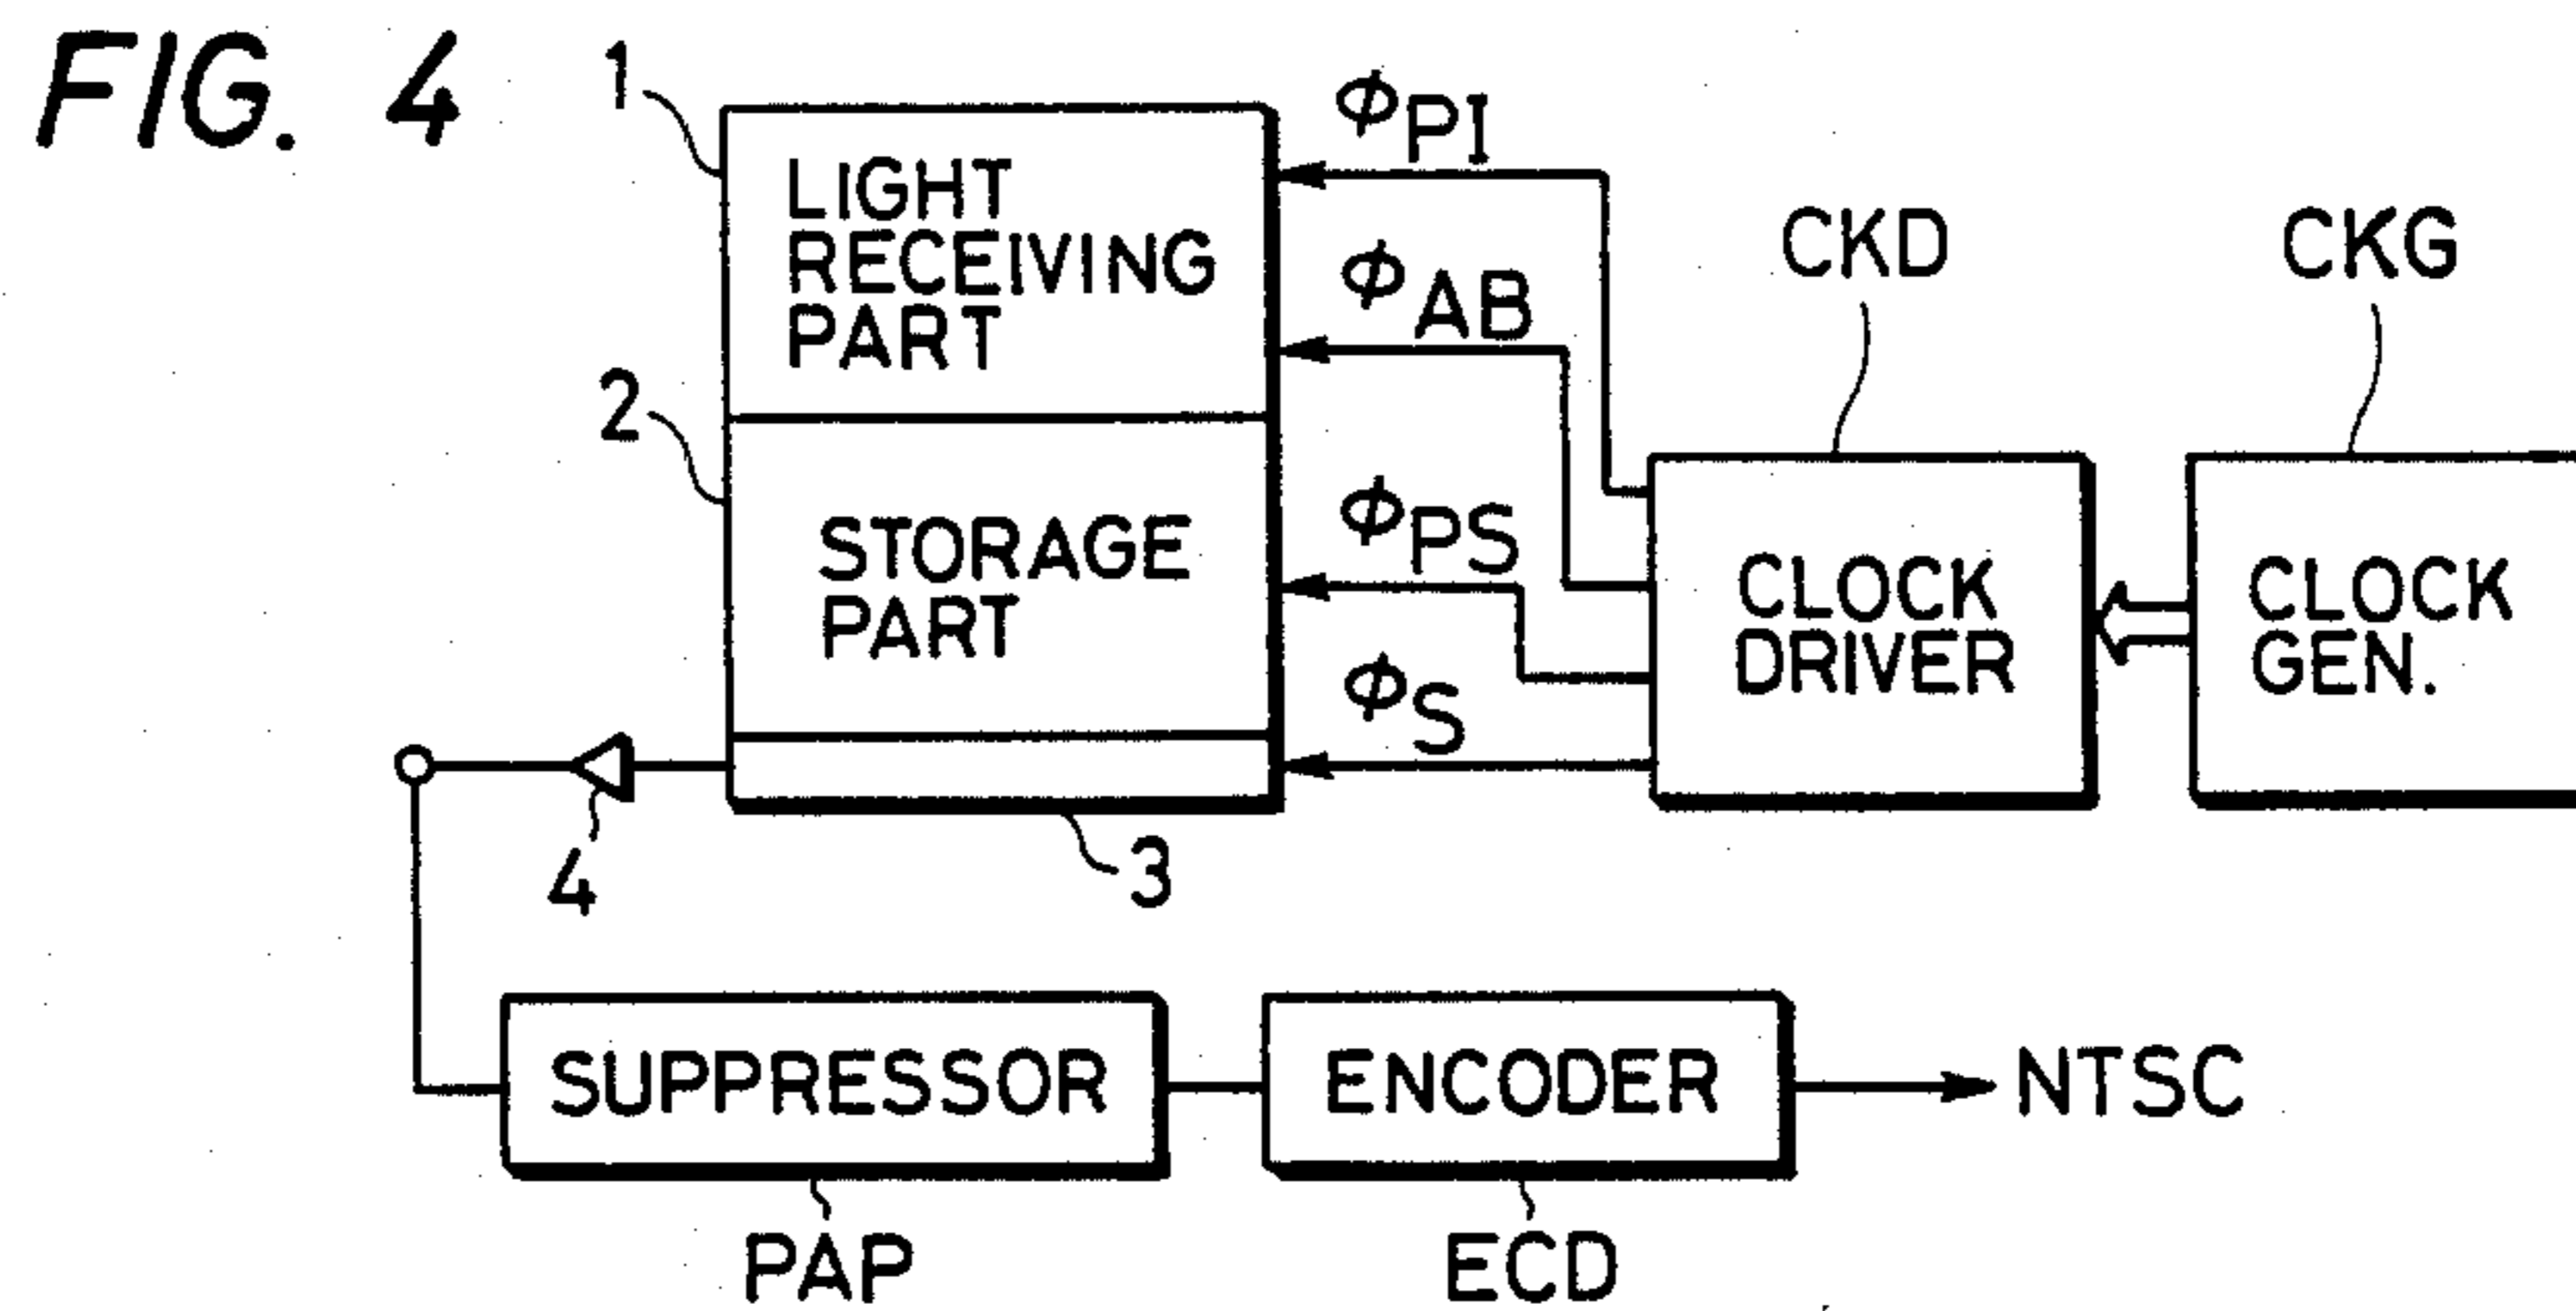 FIG. 4
1
LIGHT
RECEIVING
PART
2
STORAGE
PART
3
4
ϕPI
ϕAB
ϕPS
ϕS
CKD
CLOCK
DRIVER
CKG
CLOCK
GEN.
SUPPRESSOR
PAP
ENCODER
ECD
NTSC